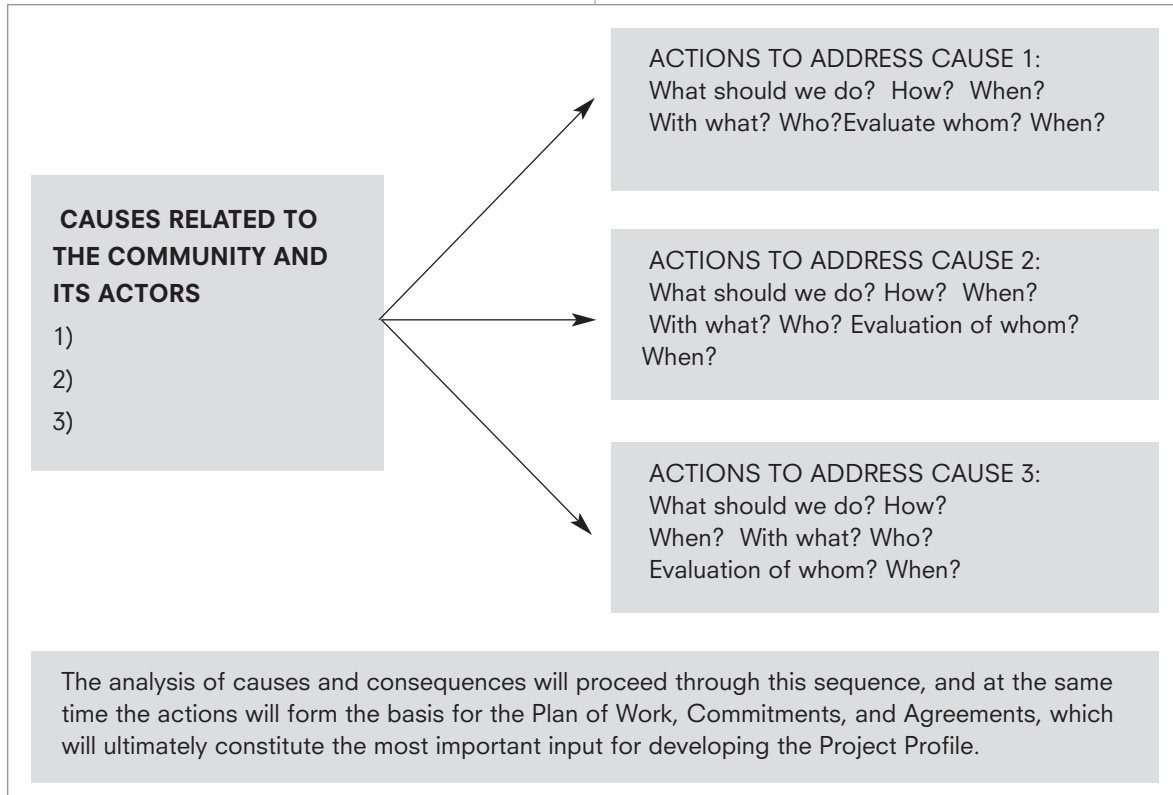 CAUSES RELATED TO
THE COMMUNITY AND
ITS ACTORS
1)
2)
3)
ACTIONS TO ADDRESS CAUSE 1:
What should we do?  How?  When?
With what? Who?Evaluate whom? When?
ACTIONS TO ADDRESS CAUSE 2:
What should we do? How?  When?
With what? Who? Evaluation of whom?
When?
ACTIONS TO ADDRESS CAUSE 3:
What should we do? How?
When?  With what? Who?
Evaluation of whom? When?
The analysis of causes and consequences will proceed through this sequence, and at the same
time the actions will form the basis for the Plan of Work, Commitments, and Agreements, which
will ultimately constitute the most important input for developing the Project Profile.